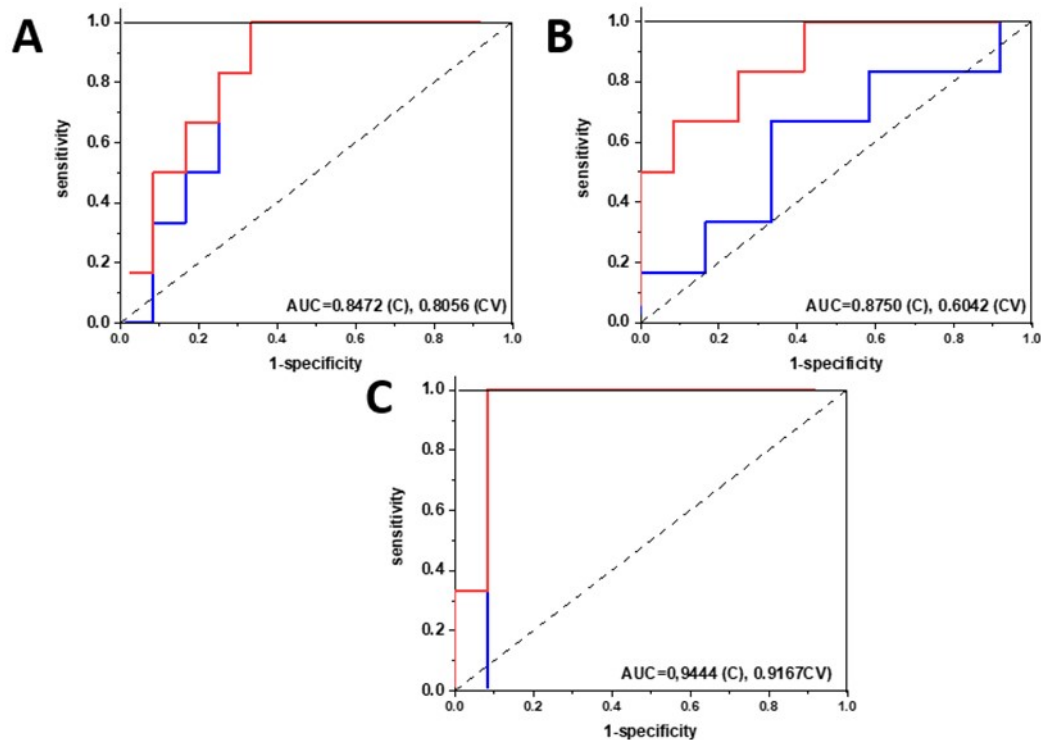 A
1.0
0.8
0.6
0.4
0.2
0.0
sensitivity
AUC=0.8472 (C), 0.8056 (CV)
0.0 0.2 0.4 0.6 0.8 1.0
1-specificity
B
1.0
0.8
0.6
0.4
0.2
0.0
sensitivity
AUC=0.8750 (C), 0.6042 (CV)
0.0 0.2 0.4 0.6 0.8 1.0
1-specificity
C
1.0
0.8
0.6
0.4
0.2
0.0
sensitivity
AUC=0,9444 (C), 0.9167CV)
0.0 0.2 0.4 0.6 0.8 1.0
1-specificity